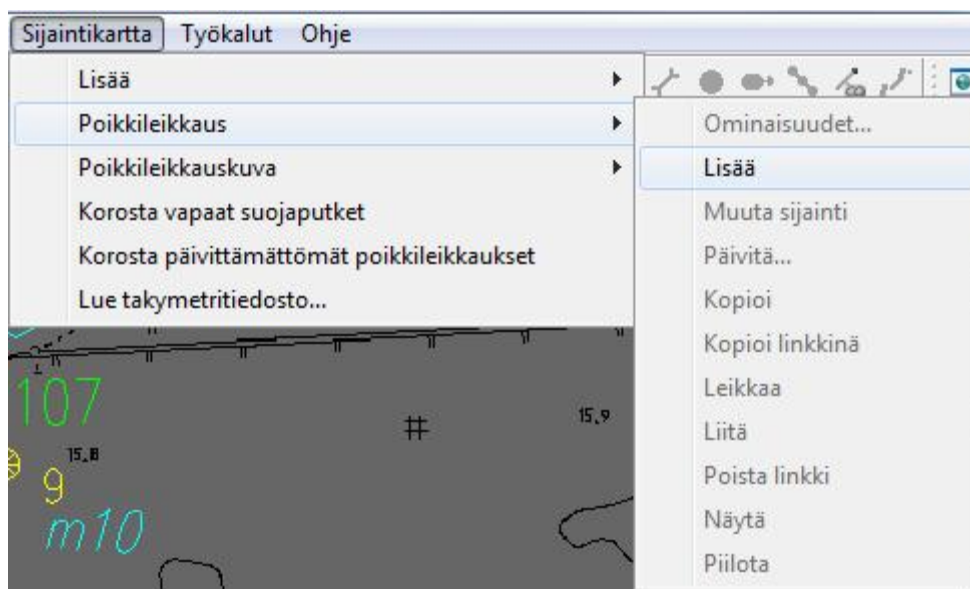 Sijaintikartta Työkalut Ohje
Lisää
Poikkileikkaus
Poikkileikkauskuva
Korosta vapaat suojaputket
Korosta päivittämättömät poikkileikkaukset
Lue takymetritiedosto...
Ominaisuudet...
Lisää
Muuta sijainti
Päivitä...
Kopioi
Kopioi linkkinä
Leikkaa
Liitä
Poista linkki
Näytä
Piilota
107
15.9
15.8
9
m10